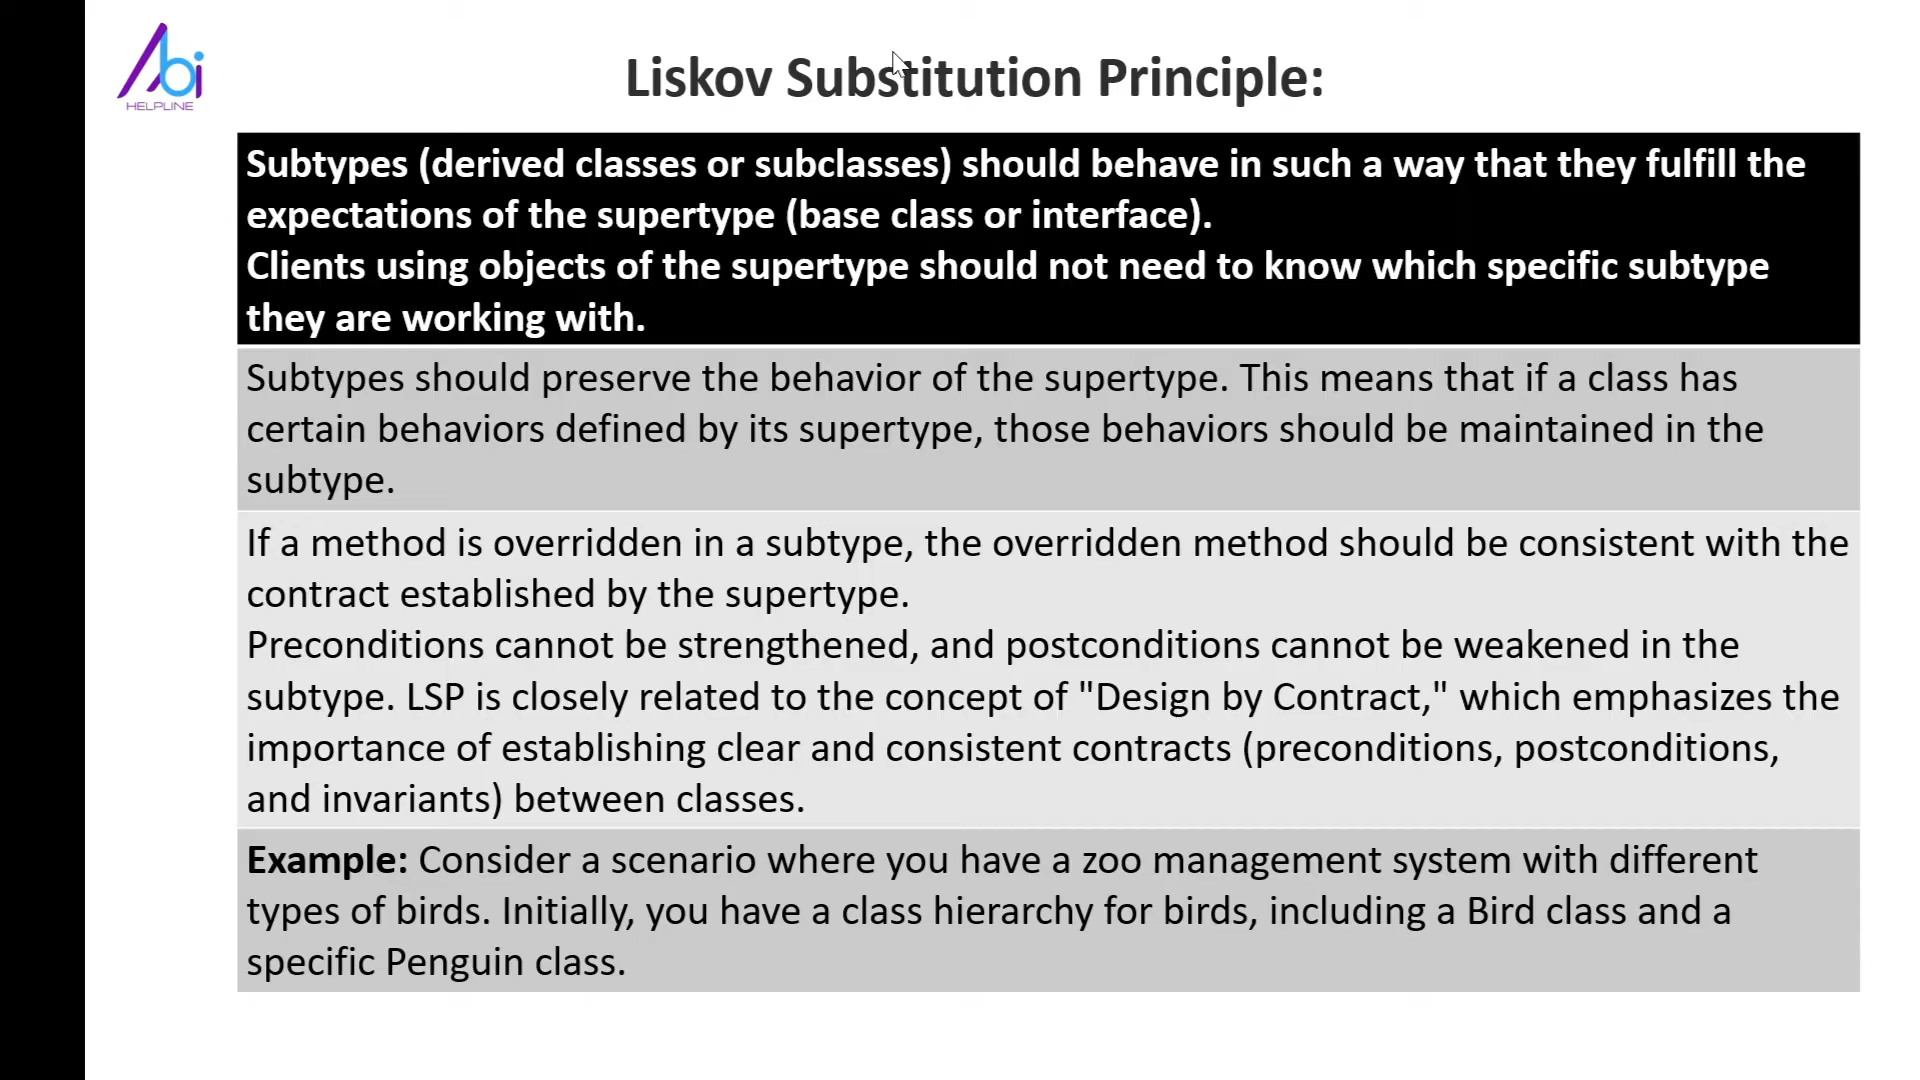 Abi
HELPLINE
Liskov Substitution Principle:
Subtypes (derived classes or subclasses) should behave in such a way that they fulfill the
expectations of the supertype (base class or interface).
Clients using objects of the supertype should not need to know which specific subtype
they are working with.
Subtypes should preserve the behavior of the supertype. This means that if a class has
certain behaviors defined by its supertype, those behaviors should be maintained in the
subtype.
If a method is overridden in a subtype, the overridden method should be consistent with the
contract established by the supertype.
Preconditions cannot be strengthened, and postconditions cannot be weakened in the
subtype. LSP is closely related to the concept of "Design by Contract," which emphasizes the
importance of establishing clear and consistent contracts (preconditions, postconditions,
and invariants) between classes.
Example: Consider a scenario where you have a zoo management system with different
types of birds. Initially, you have a class hierarchy for birds, including a Bird class and a
specific Penguin class.